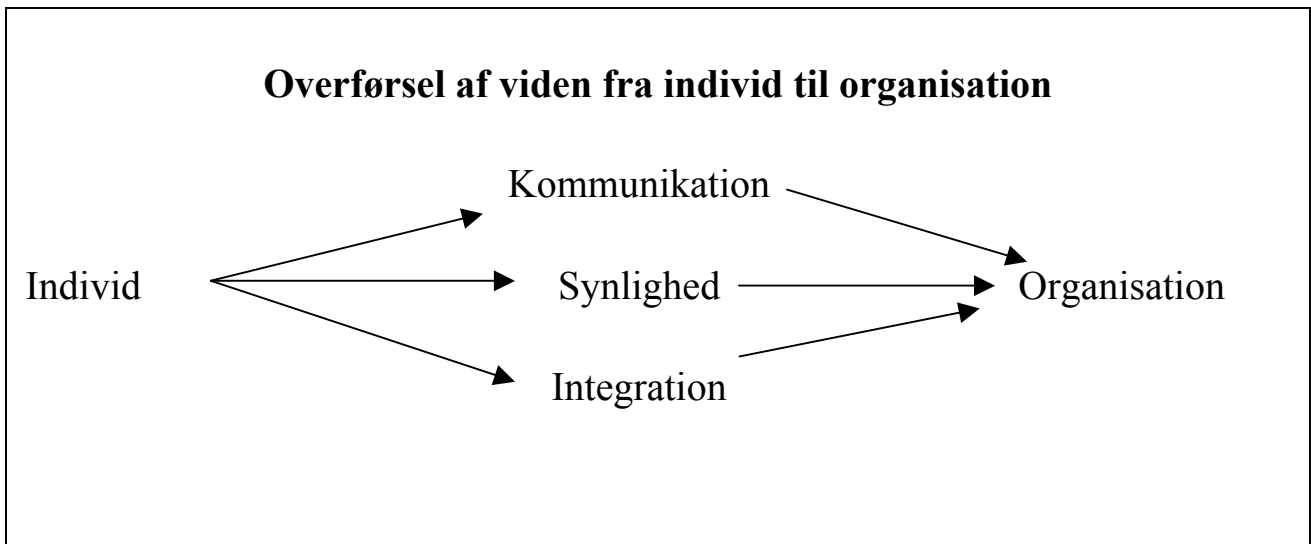 Overførsel af viden fra individ til organisation
Kommunikation
Individ Synlighed Organisation
Integration